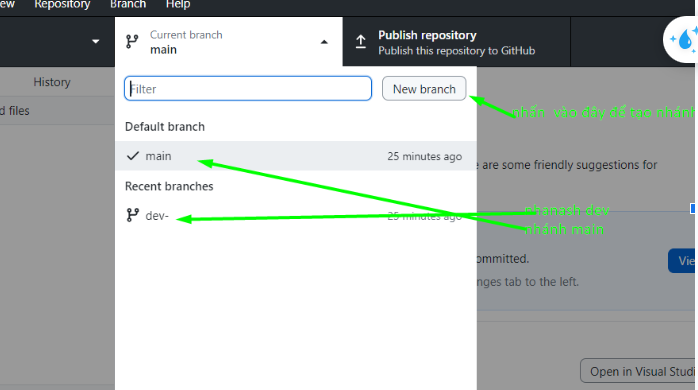 ew Repository Branch Help
Current branch
main
Publish repository
Publish this repository to GitHub
History
d files
Filter
New branch
nhấn vào đây để tạo nhánh
Default branch
main 25 minutes ago
e are some friendly suggestions for
Recent branches
dev- 25 minutes ago
nhanhsh dev
nhánh main
ommitted.
Vie
nges tab to the left.
Open in Visual Studi